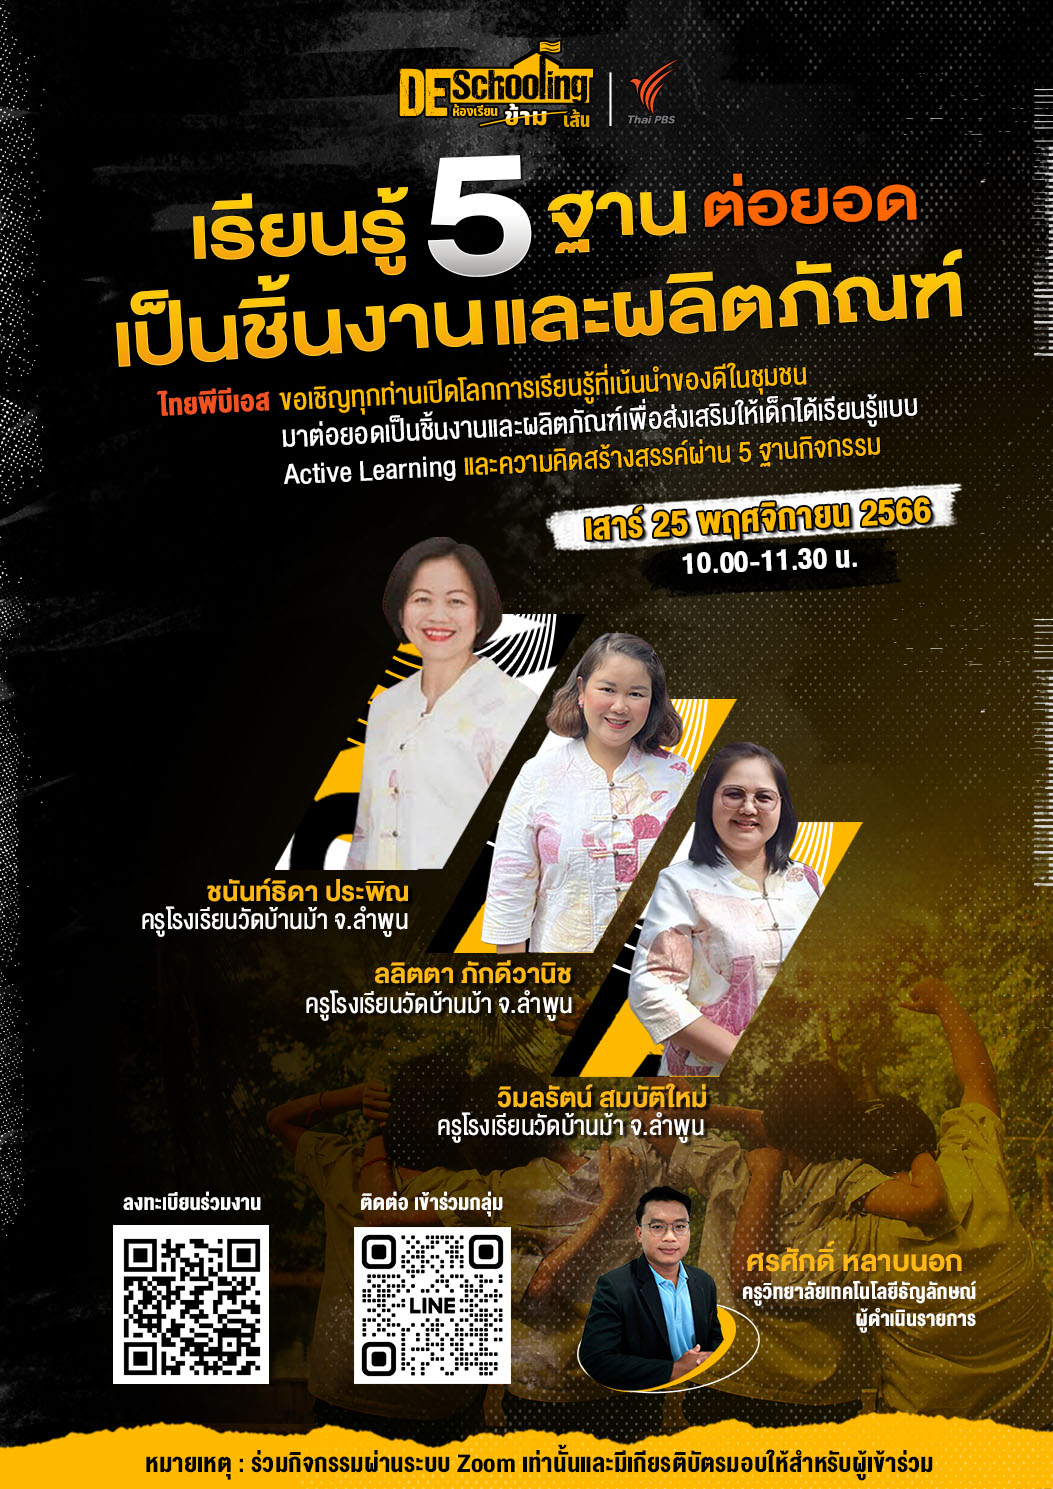 DESchooling
ห้องเรียน ข้าม เส้น
Thai PBS
เรียนรู้ 5 ฐาน ต่อยอด
เป็นชิ้นงานและผลิตภัณฑ์
ไทยพีบีเอส ขอเชิญทุกท่านเปิดโลกการเรียนรู้ที่เน้นนำของดีในชุมชน
มาต่อยอดเป็นชิ้นงานและผลิตภัณฑ์เพื่อส่งเสริมให้เด็กได้เรียนรู้แบบ
Active Learning และความคิดสร้างสรรค์ผ่าน 5 ฐานกิจกรรม
เสาร์ 25 พฤศจิกายน 2566
10.00-11.30 น.
ชนันท์ธิดา ประพิณ
ครูโรงเรียนวัดบ้านม้า จ.ลำพูน
ลลิตตา ภักดีวานิช
ครูโรงเรียนวัดบ้านม้า จ.ลำพูน
วิมลรัตน์ สมบัติใหม่
ครูโรงเรียนวัดบ้านม้า จ.ลำพูน
ลงทะเบียนร่วมงาน
ติดต่อ เข้าร่วมกลุ่ม
LINE
ศรศักดิ์ หลาบนอก
ครูวิทยาลัยเทคโนโลยีธัญลักษณ์
ผู้ดำเนินรายการ
หมายเหตุ : ร่วมกิจกรรมผ่านระบบ Zoom เท่านั้นและมีเกียรติบัตรมอบให้สำหรับผู้เข้าร่วม